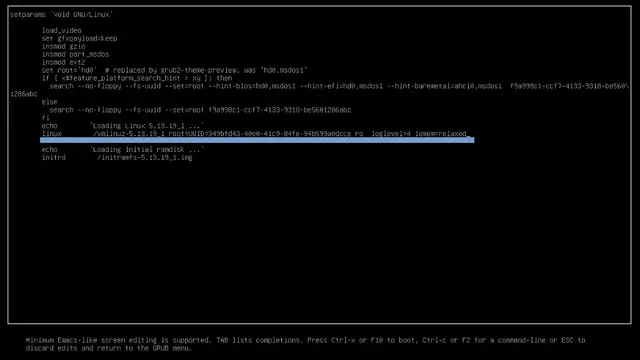 setparams 'Void GNU/Linux'
load_video
set gfxpayload=keep
insmod gzio
insmod part_msdos
insmod ext2
set root='hd0'  # replaced by grub2-theme-preview, was 'hd0,msdos1'
if [ x$feature_platform_search_hint = xy ]; then
search --no-floppy --fs-uuid --set=root --hint-bios=hd0,msdos1 --hint-efi=hd0,msdos1 --hint-baremetal=ahci0,msdos1  f9a998c1-ccf7-4133-9318-be560\
1286abc
else
search --no-floppy --fs-uuid --set=root f9a998c1-ccf7-4133-9318-be5601286abc
fi
echo 'Loading Linux 5.13.19_1 ...'
linux /vmlinuz-5.13.19_1 root=UUID=349bfd43-40e0-41c9-84fe-94b699a0dcce ro  loglevel=4 iomem=relaxed_
echo 'Loading initial ramdisk ...'
initrd /initramfs-5.13.19_1.img
Minimum Emacs-like screen editing is supported. TAB lists completions. Press Ctrl-x or F10 to boot, Ctrl-c or F2 for a command-line or ESC to
discard edits and return to the GRUB menu.